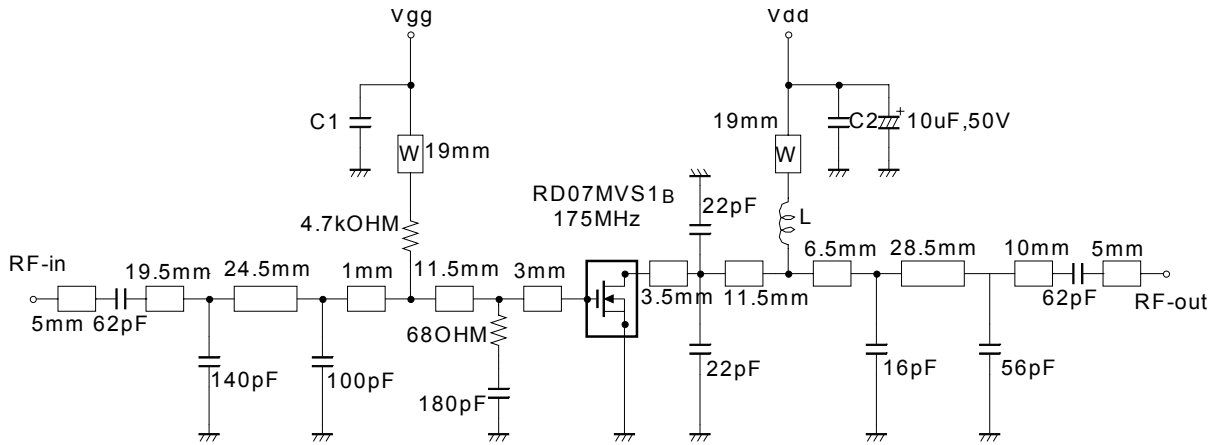 Vgg
Vdd
C1
W 19mm
19mm W
C2
+
10uF,50V
RD07MVS1B
175MHz
22pF
4.7kOHM
L
RF-in
5mm
62pF
19.5mm
24.5mm
1mm
11.5mm
3mm
3.5mm
11.5mm
6.5mm
28.5mm
10mm
62pF
5mm
RF-out
68OHM
140pF
100pF
180pF
22pF
16pF
56pF